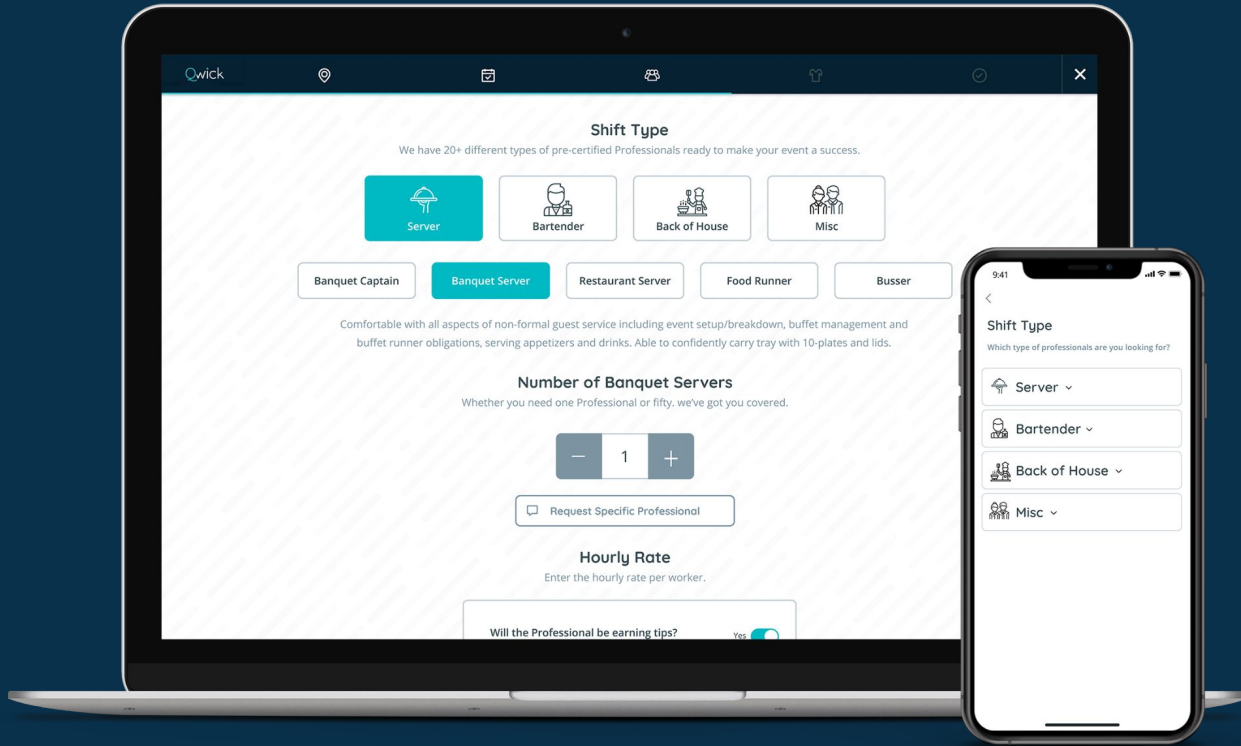 Qwick
Shift Type
We have 20+ different types of pre-certified Professionals ready to make your event a success.
Server
Bartender
Back of House
Misc
Banquet Captain
Banquet Server
Restaurant Server
Food Runner
Busser
Comfortable with all aspects of non-formal guest service including event setup/breakdown, buffet management and
buffet runner obligations, serving appetizers and drinks. Able to confidently carry tray with 10-plates and lids.
Number of Banquet Servers
Whether you need one Professional or fifty. we've got you covered.
1
Request Specific Professional
Hourly Rate
Enter the hourly rate per worker.
Will the Professional be earning tips?
Yes
9:41
Shift Type
Which type of professionals are you looking for?
Server
Bartender
Back of House
Misc